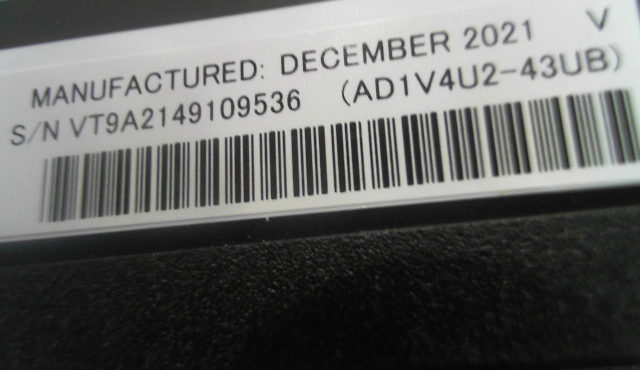 MANUFACTURED: DECEMBER 2021 V
S/N VT9A2149109536 (AD1V4U2-43UB)